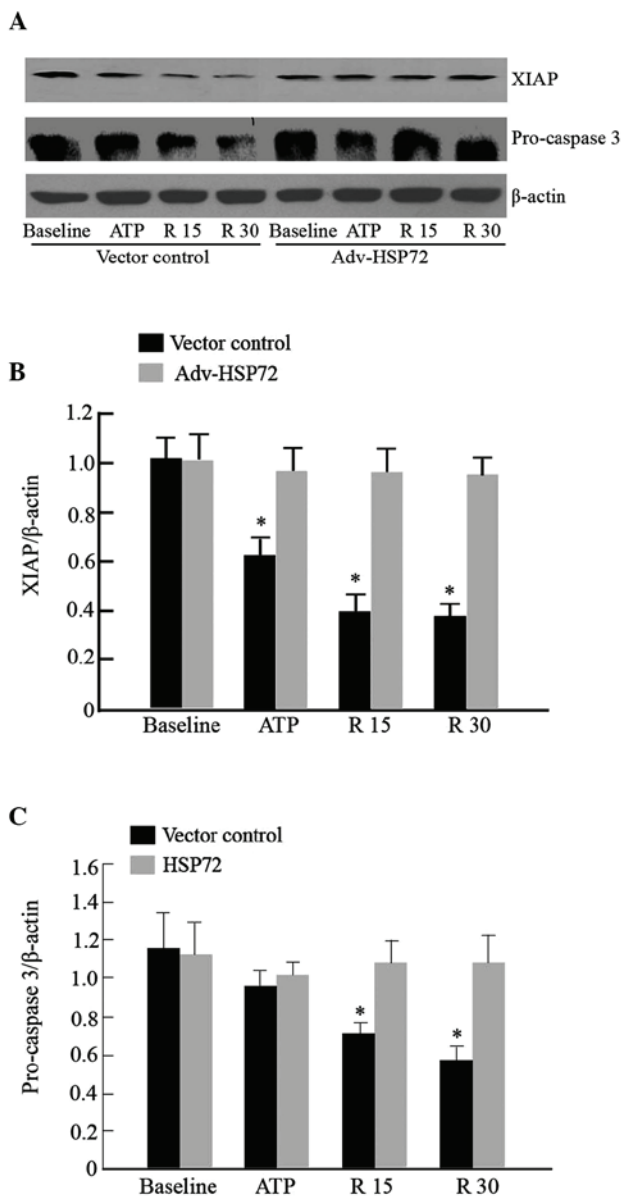 A
XIAP
Pro-caspase 3
β-actin
Baseline ATP R 15 R 30 Baseline ATP R 15 R 30
Vector control Adv-HSP72
B
Vector control
Adv-HSP72
XIAP/β-actin
1.2
1.0
0.6
0.4
0.2
0
*
*
*
Baseline ATP R 15 R 30
C
Vector control
HSP72
Pro-caspase 3/β-actin
1.6
1.4
1.2
1.0
0.8
0.6
0.4
0.2
0
*
*
Baseline ATP R 15 R 30